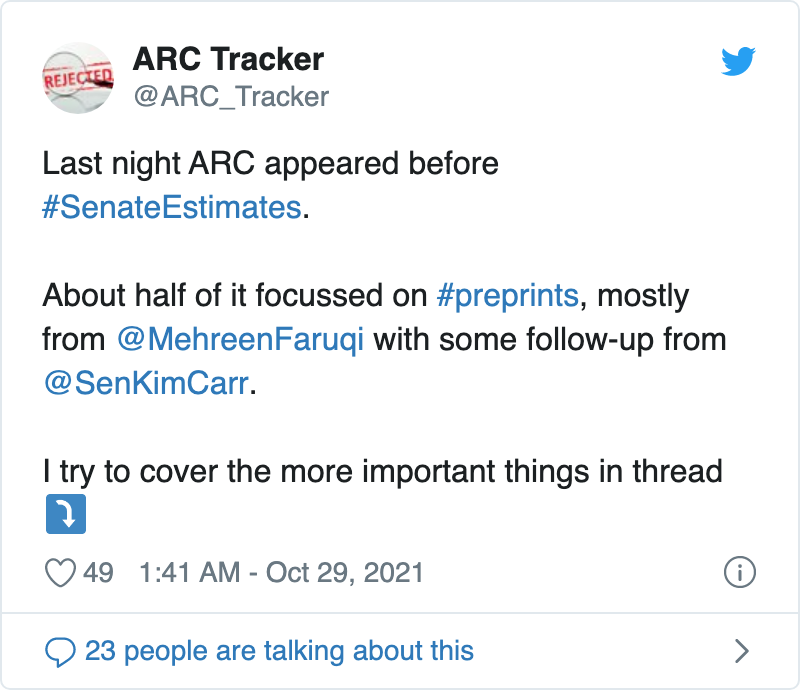 ARC Tracker
@ARC_Tracker
REJECTED
Last night ARC appeared before
#SenateEstimates.
About half of it focussed on #preprints, mostly
from @MehreenFaruqi with some follow-up from
@SenKimCarr.
I try to cover the more important things in thread
⤵️
49 1:41 AM - Oct 29, 2021
23 people are talking about this